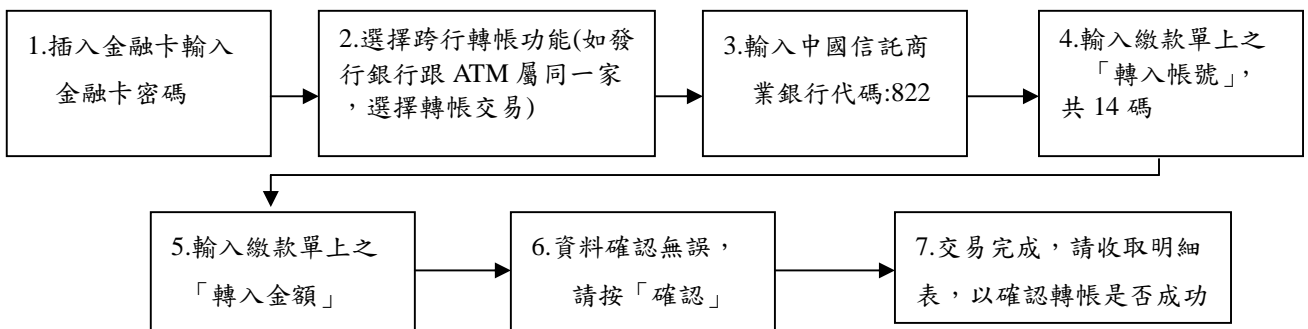 1.插入金融卡輸入
金融卡密碼
2.選擇跨行轉帳功能(如發
行銀行跟 ATM 屬同一家
，選擇轉帳交易)
3.輸入中國信託商
業銀行代碼:822
4.輸入繳款單上之
「轉入帳號」,
共 14 碼
5.輸入繳款單上之
「轉入金額」
6.資料確認無誤，
請按「確認」
7.交易完成，請收取明細
表，以確認轉帳是否成功